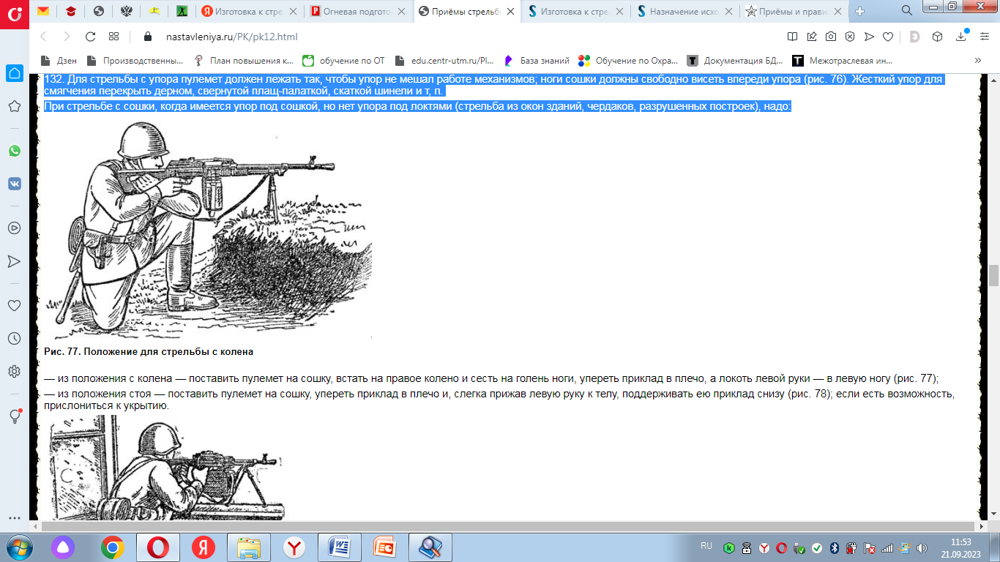 Изготовка к стре
Огневая подгото
Приёмы стрельб
Изготовка к стре
Назначение исхо
Приёмы и прави
nastavleniya.ru/PK/pk12.html
Дзен
Производственны...
План повышения к...
обучение по ОТ
edu.centr-utm.ru/Pl...
База знаний
Обучение по Охра...
Документация БД...
Межотраслевая ин...
132. Для стрельбы с упора пулемет должен лежать так, чтобы упор не мешал работе механизмов; ноги сошки должны свободно висеть впереди упора (рис. 76). Жесткий упор для
смягчения перекрыть дерном, свернутой плащ-палаткой, скаткой шинели и т, п.
При стрельбе с сошки, когда имеется упор под сошкой, но нет упора под локтями (стрельба из окон зданий, чердаков, разрушенных построек), надо:
Рис. 77. Положение для стрельбы с колена
— из положения с колена — поставить пулемет на сошку, встать на правое колено и сесть на голень ноги, упереть приклад в плечо, а локоть левой руки — в левую ногу (рис. 77);
— из положения стоя — поставить пулемет на сошку, упереть приклад в плечо и, слегка прижав левую руку к телу, поддерживать ею приклад снизу (рис. 78); если есть возможность,
прислониться к укрытию.
RU
11:53
21.09.2023